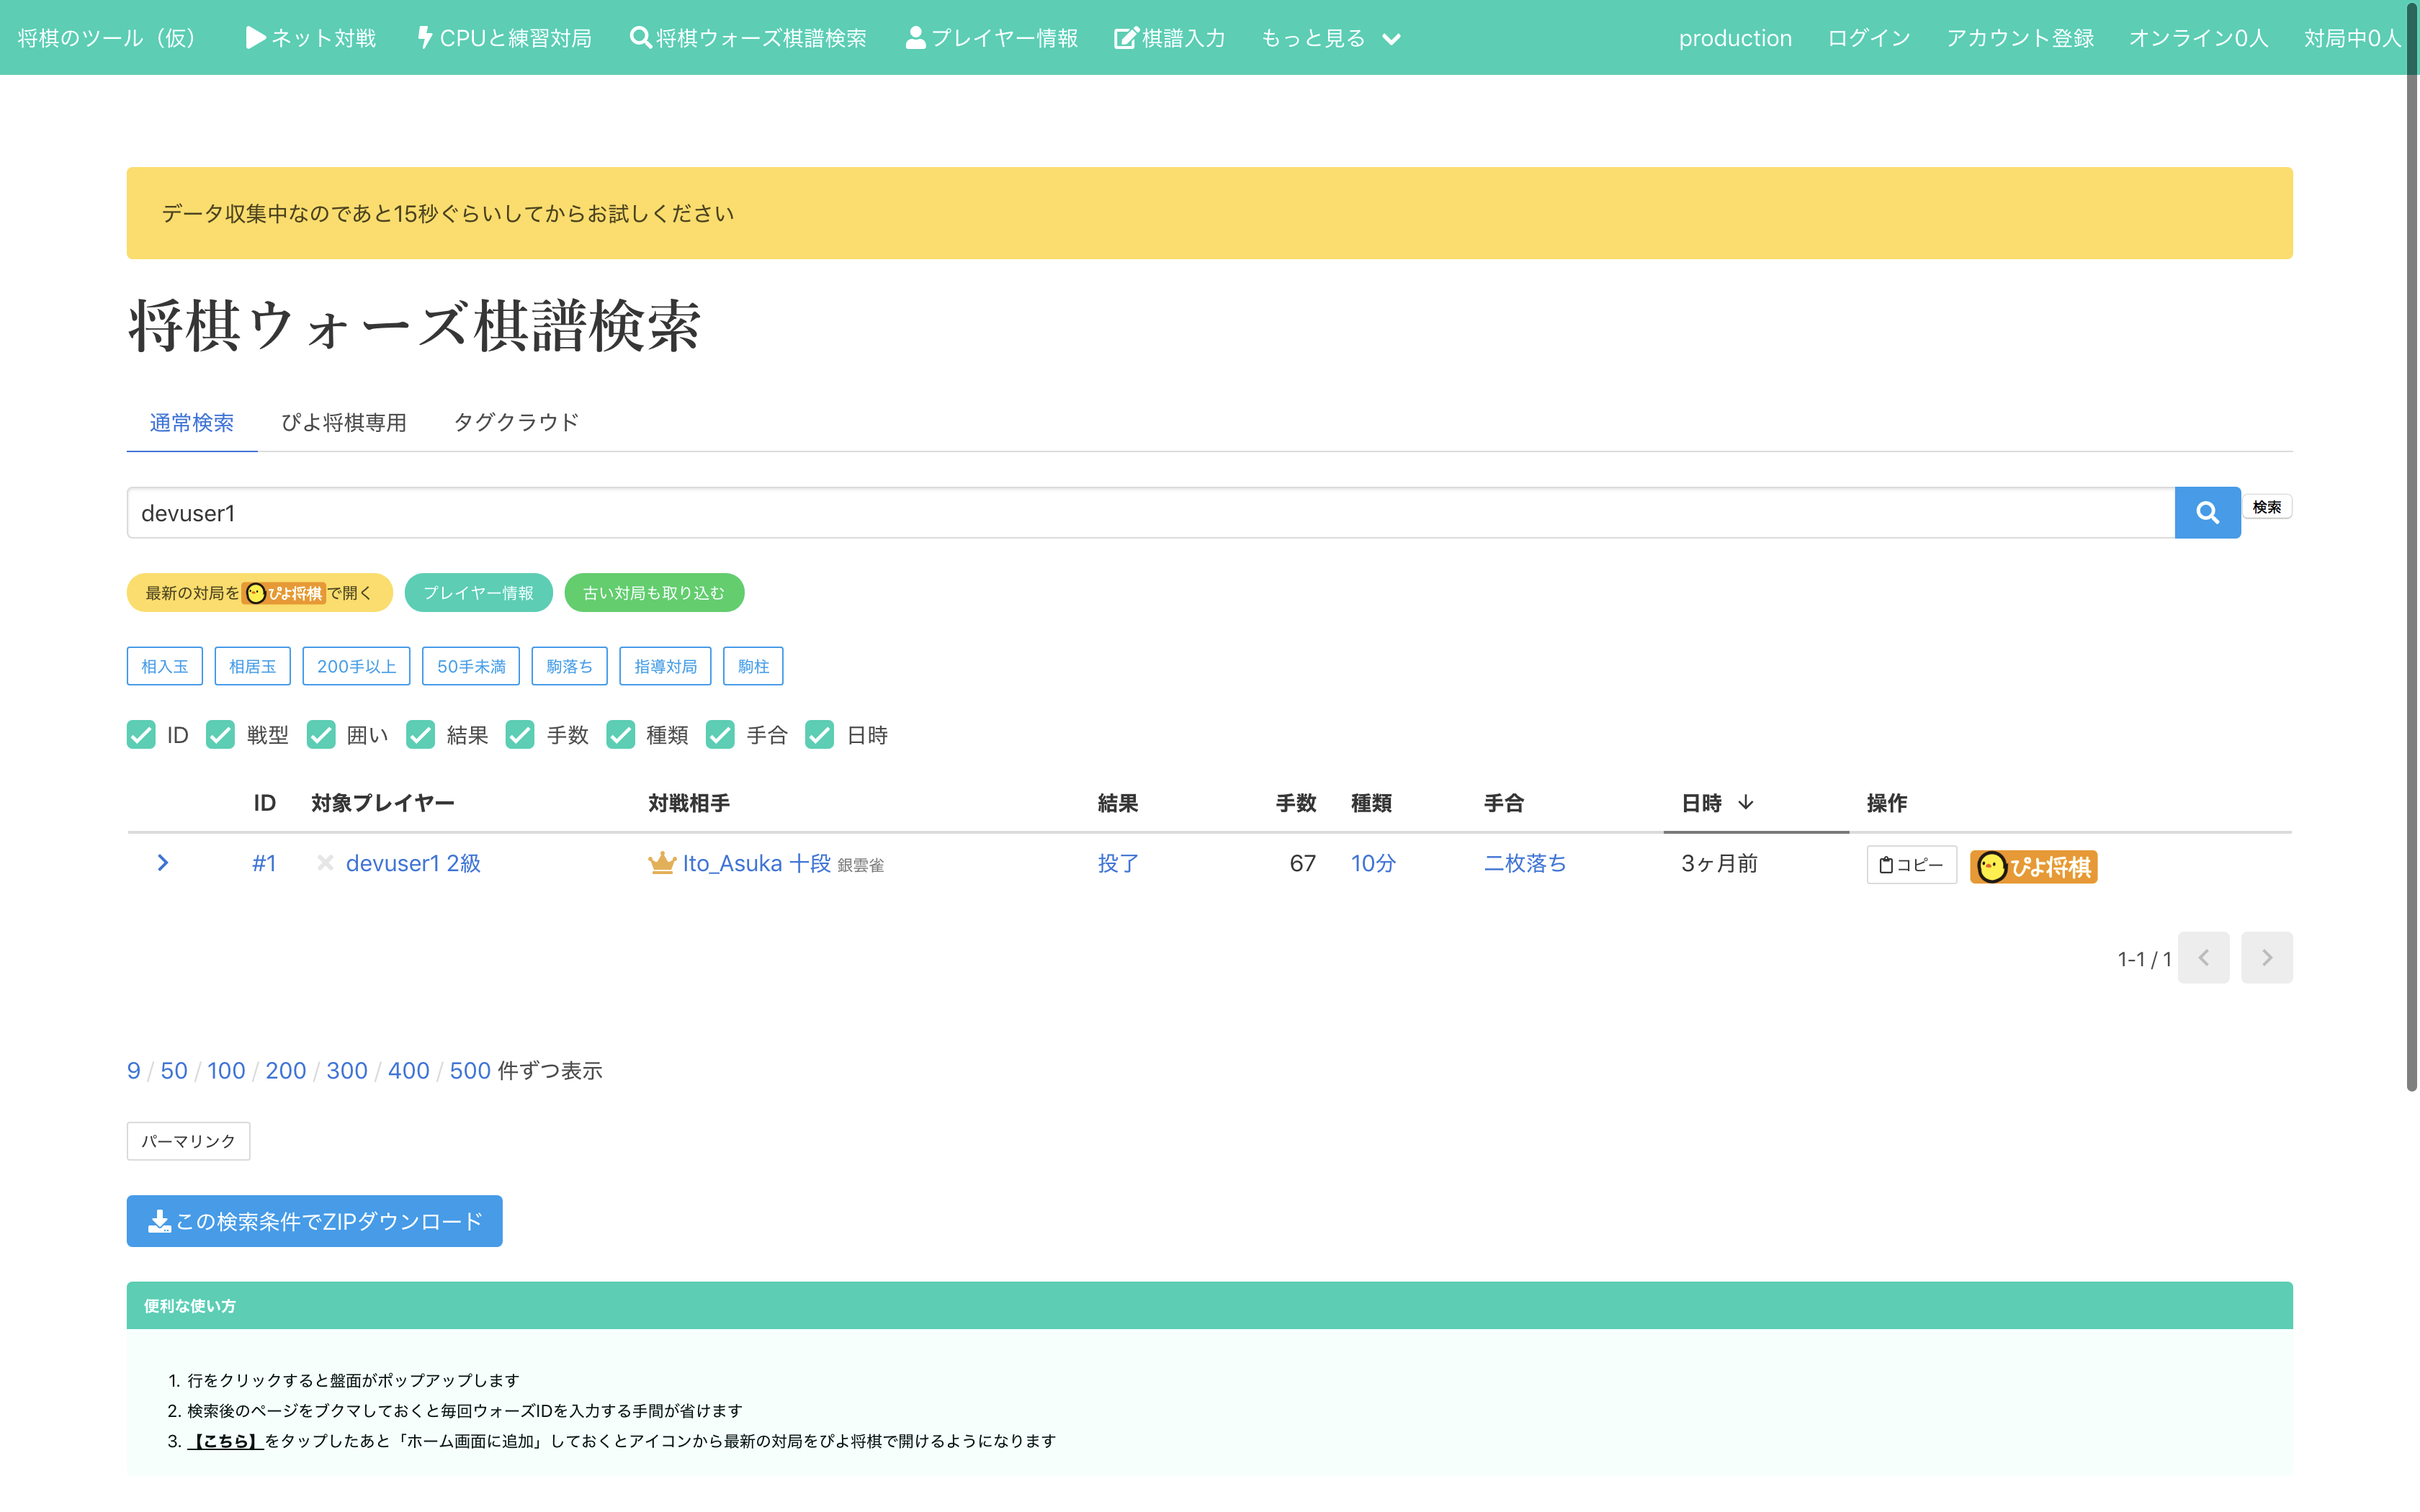 将棋のツール（仮） ネット対戦 CPUと練習対局 将棋ウォーズ棋譜検索 プレイヤー情報 棋譜入力 もっと見る production ログイン アカウント登録 オンライン0人 対局中0人
データ収集中なのであと15秒ぐらいしてからお試しください
将棋ウォーズ棋譜検索
通常検索 ぴよ将棋専用 タグクラウド
devuser1 検索
最新の対局をぴよ将棋で開く プレイヤー情報 古い対局も取り込む
相入玉 相居玉 200手以上 50手未満 駒落ち 指導対局 駒柱
ID 戦型 囲い 結果 手数 種類 手合 日時
ID 対象プレイヤー 対戦相手 結果 手数 種類 手合 日時 操作
#1 devuser1 2級 Ito_Asuka 十段 銀雲雀 投了 67 10分 二枚落ち 3ヶ月前 コピー ぴよ将棋
1-1 / 1
9 / 50 / 100 / 200 / 300 / 400 / 500 件ずつ表示
パーマリンク
この検索条件でZIPダウンロード
便利な使い方
1. 行をクリックすると盤面がポップアップします
2. 検索後のページをブクマしておくと毎回ウォーズIDを入力する手間が省けます
3. 【こちら】をタップしたあと「ホーム画面に追加」しておくとアイコンから最新の対局をぴよ将棋で開けるようになります